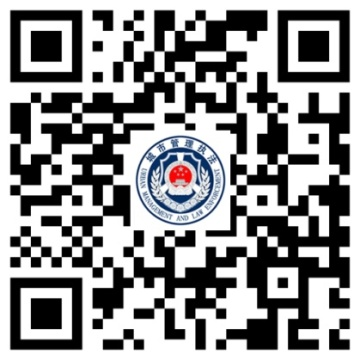 城市管理执法
URBAN MANAGEMENT AND LAW ENFORCEMENT